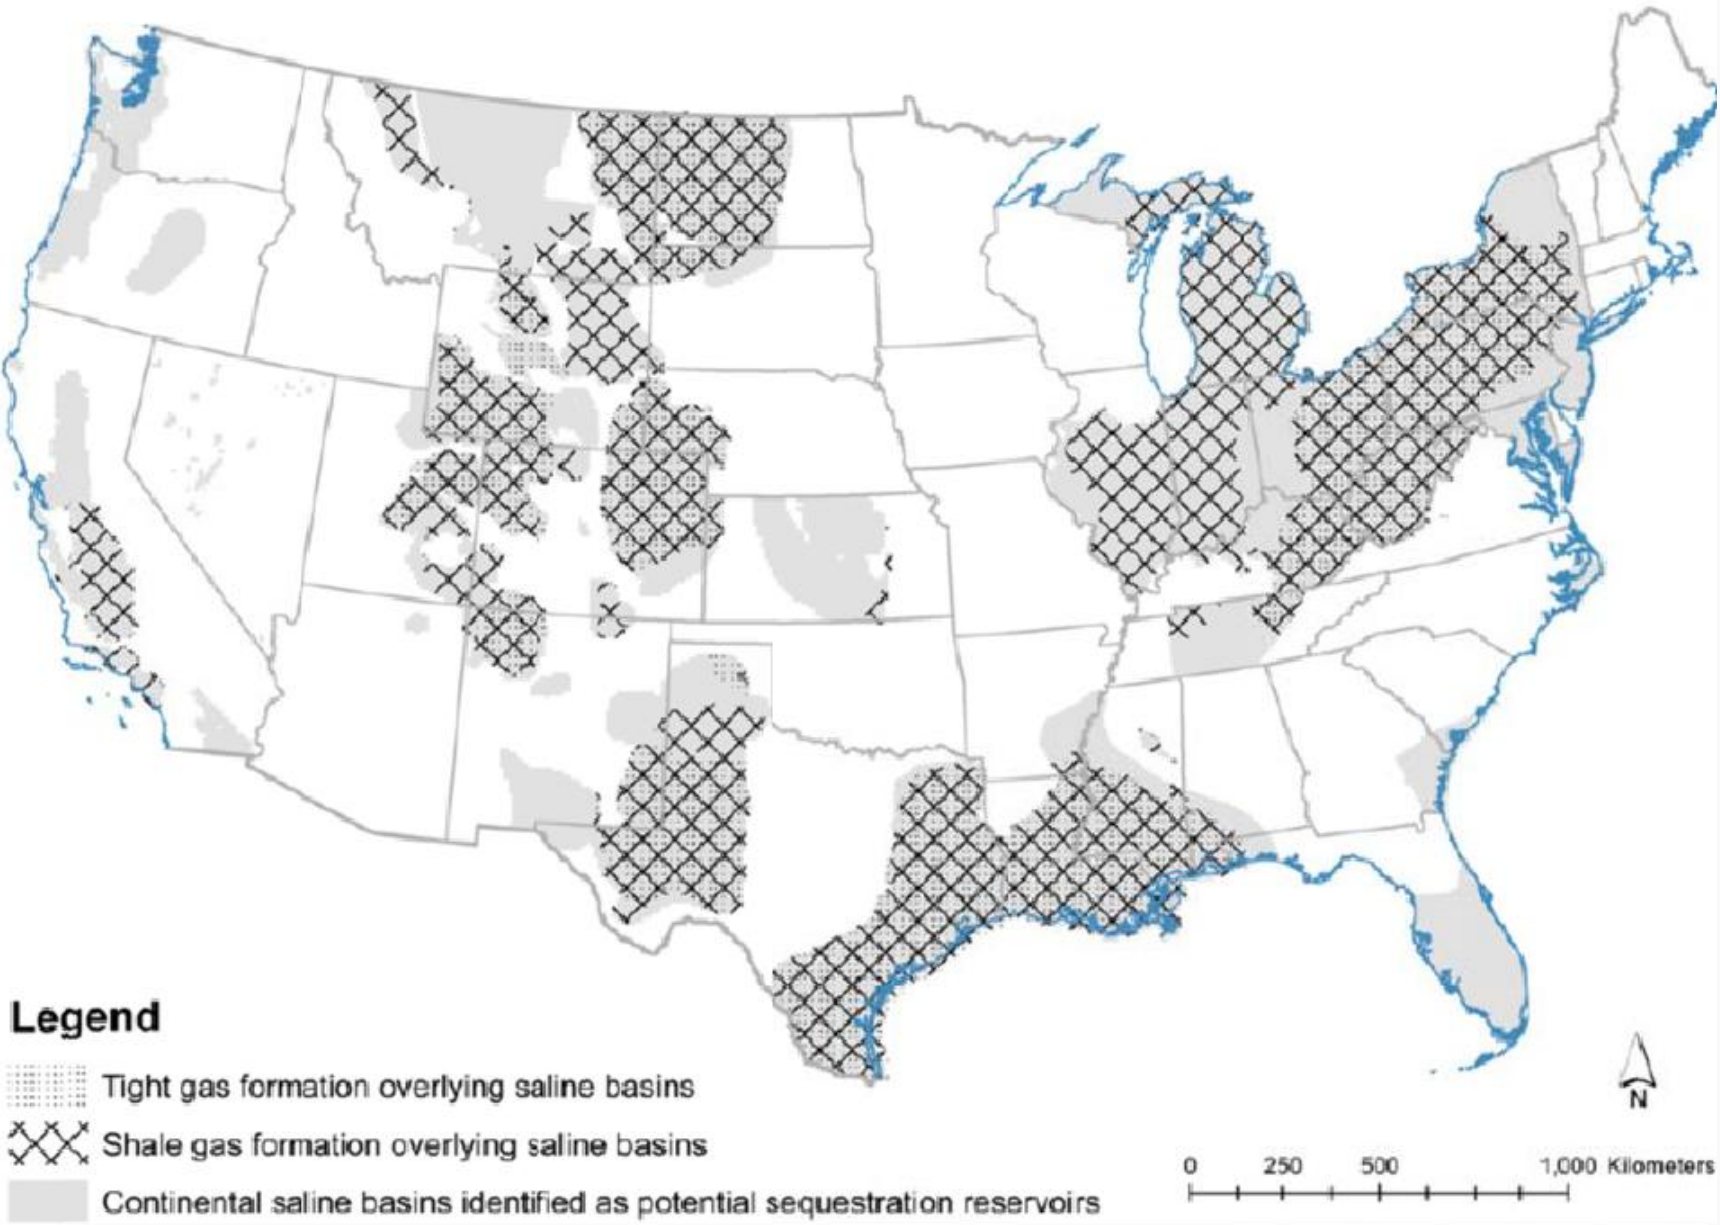 Legend
Tight gas formation overlying saline basins
Shale gas formation overlying saline basins
Continental saline basins identified as potential sequestration reservoirs
N
0 250 500 1,000 Kilometers